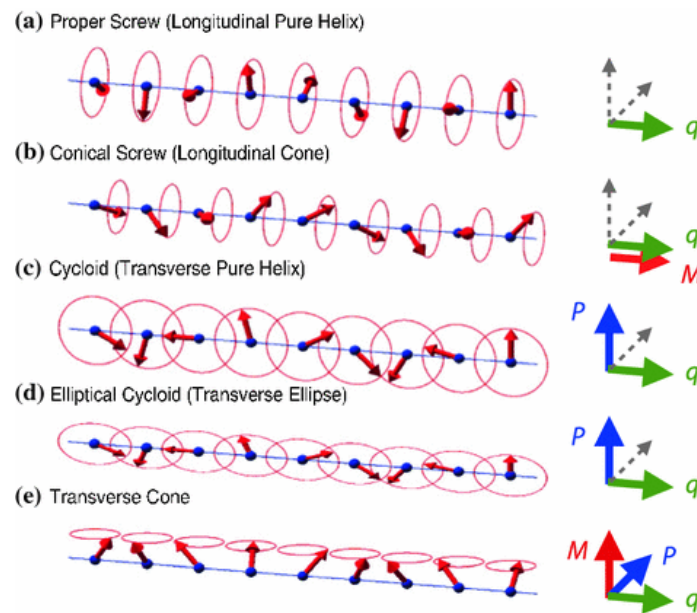 (a) Proper Screw (Longitudinal Pure Helix)
q
(b) Conical Screw (Longitudinal Cone)
q
M
(c) Cycloid (Transverse Pure Helix)
P
q
(d) Elliptical Cycloid (Transverse Ellipse)
P
q
(e) Transverse Cone
M P
q